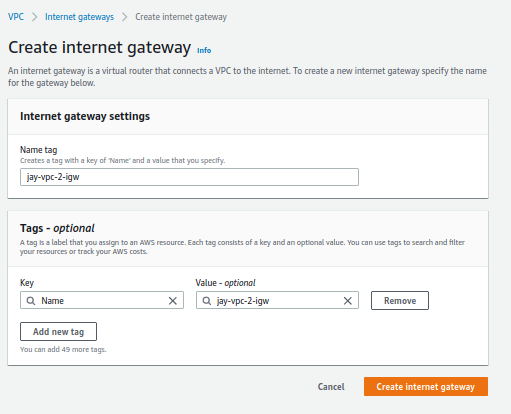 VPC > Internet gateways > Create internet gateway
Create internet gateway Info
An internet gateway is a virtual router that connects a VPC to the internet. To create a new internet gateway specify the name
for the gateway below.
Internet gateway settings
Name tag
Creates a tag with a key of 'Name' and a value that you specify.
jay-vpc-2-igw
Tags - optional
A tag is a label that you assign to an AWS resource. Each tag consists of a key and an optional value. You can use tags to search and filter
your resources or track your AWS costs.
Key Value - optional
Name jay-vpc-2-igw Remove
Add new tag
You can add 49 more tags.
Cancel Create internet gateway